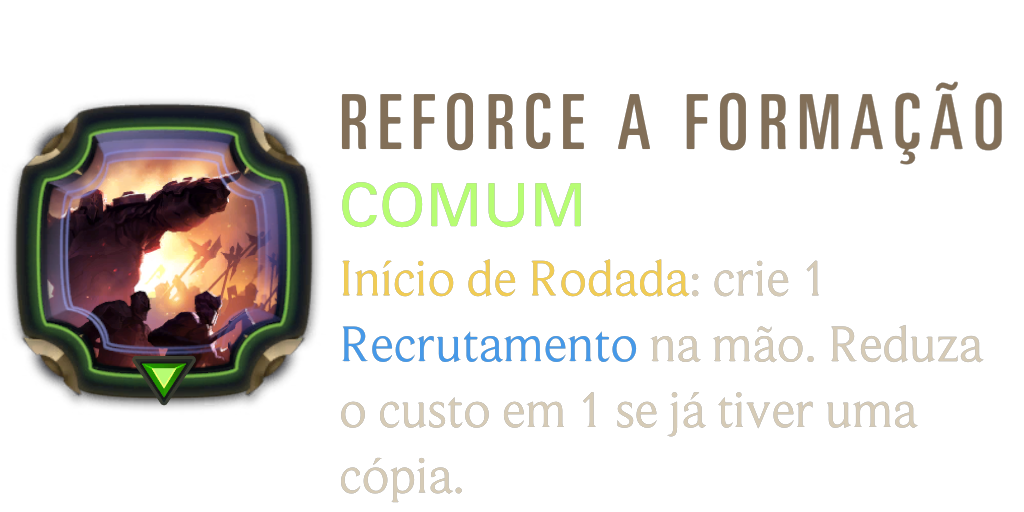 REFORCE A FORMAÇÃO
COMUM
Início de Rodada: crie 1
Recrutamento na mão. Reduza
o custo em 1 se já tiver uma
cópia.